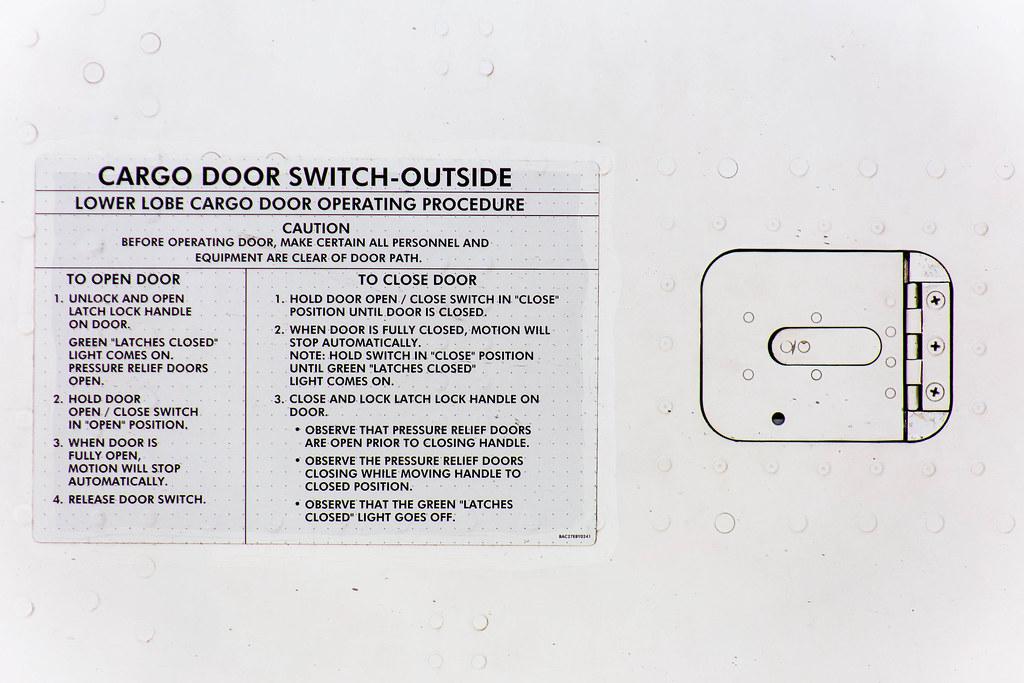 CARGO DOOR SWITCH-OUTSIDE
LOWER LOBE CARGO DOOR OPERATING PROCEDURE
CAUTION
BEFORE OPERATING DOOR, MAKE CERTAIN ALL PERSONNEL AND
EQUIPMENT ARE CLEAR OF DOOR PATH.
TO OPEN DOOR
1. UNLOCK AND OPEN
LATCH LOCK HANDLE
ON DOOR.
GREEN "LATCHES CLOSED"
LIGHT COMES ON.
PRESSURE RELIEF DOORS
OPEN.
2. HOLD DOOR
OPEN / CLOSE SWITCH
IN "OPEN" POSITION.
3. WHEN DOOR IS
FULLY OPEN,
MOTION WILL STOP
AUTOMATICALLY.
4. RELEASE DOOR SWITCH.
TO CLOSE DOOR
1. HOLD DOOR OPEN / CLOSE SWITCH IN "CLOSE"
POSITION UNTIL DOOR IS CLOSED.
2. WHEN DOOR IS FULLY CLOSED, MOTION WILL
STOP AUTOMATICALLY.
NOTE: HOLD SWITCH IN "CLOSE" POSITION
UNTIL GREEN "LATCHES CLOSED"
LIGHT COMES ON.
3. CLOSE AND LOCK LATCH LOCK HANDLE ON
DOOR.
• OBSERVE THAT PRESSURE RELIEF DOORS
ARE OPEN PRIOR TO CLOSING HANDLE.
• OBSERVE THE PRESSURE RELIEF DOORS
CLOSING WHILE MOVING HANDLE TO
CLOSED POSITION.
• OBSERVE THAT THE GREEN "LATCHES
CLOSED" LIGHT GOES OFF.